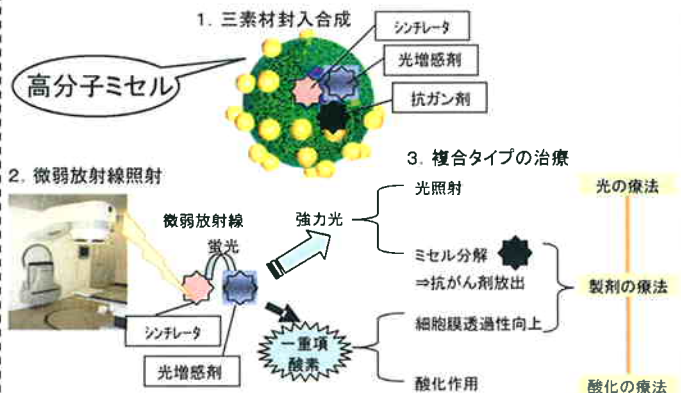 1. 三素材封入合成
シンチレータ
光増感剤
抗ガン剤
高分子ミセル
2. 微弱放射線照射
微弱放射線
蛍光
シンチレータ
光増感剤
強力光
一重項
酸素
3. 複合タイプの治療
光照射
ミセル分解
⇒抗がん剤放出
細胞膜透過性向上
酸化作用
光の療法
製剤の療法
酸化の療法